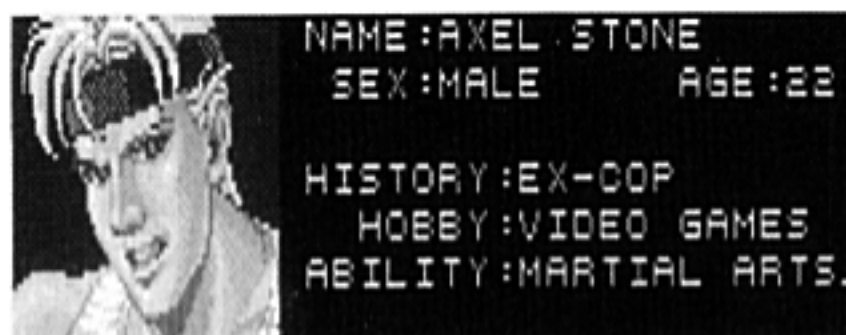 NAME:AXEL STONE
SEX:MALE AGE:22
HISTORY:EX-COP
HOBBY:VIDEO GAMES
ABILITY:MARTIAL ARTS.